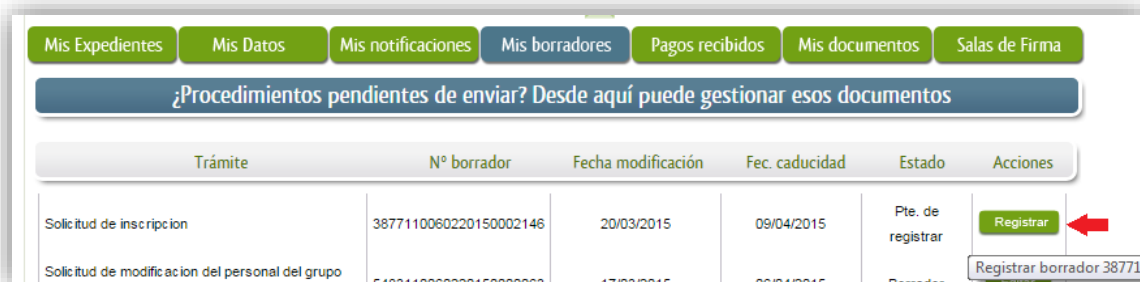 Mis Expedientes Mis Datos Mis notificaciones Mis borradores Pagos recibidos Mis documentos Salas de Firma
¿Procedimientos pendientes de enviar? Desde aquí puede gestionar esos documentos
Trámite Nº borrador Fecha modificación Fec. caducidad Estado Acciones
Solicitud de inscripcion 3877110060220150002146 20/03/2015 09/04/2015 Pte. de registrar Registrar
Solicitud de modificacion del personal del grupo
Registrar borrador 38771